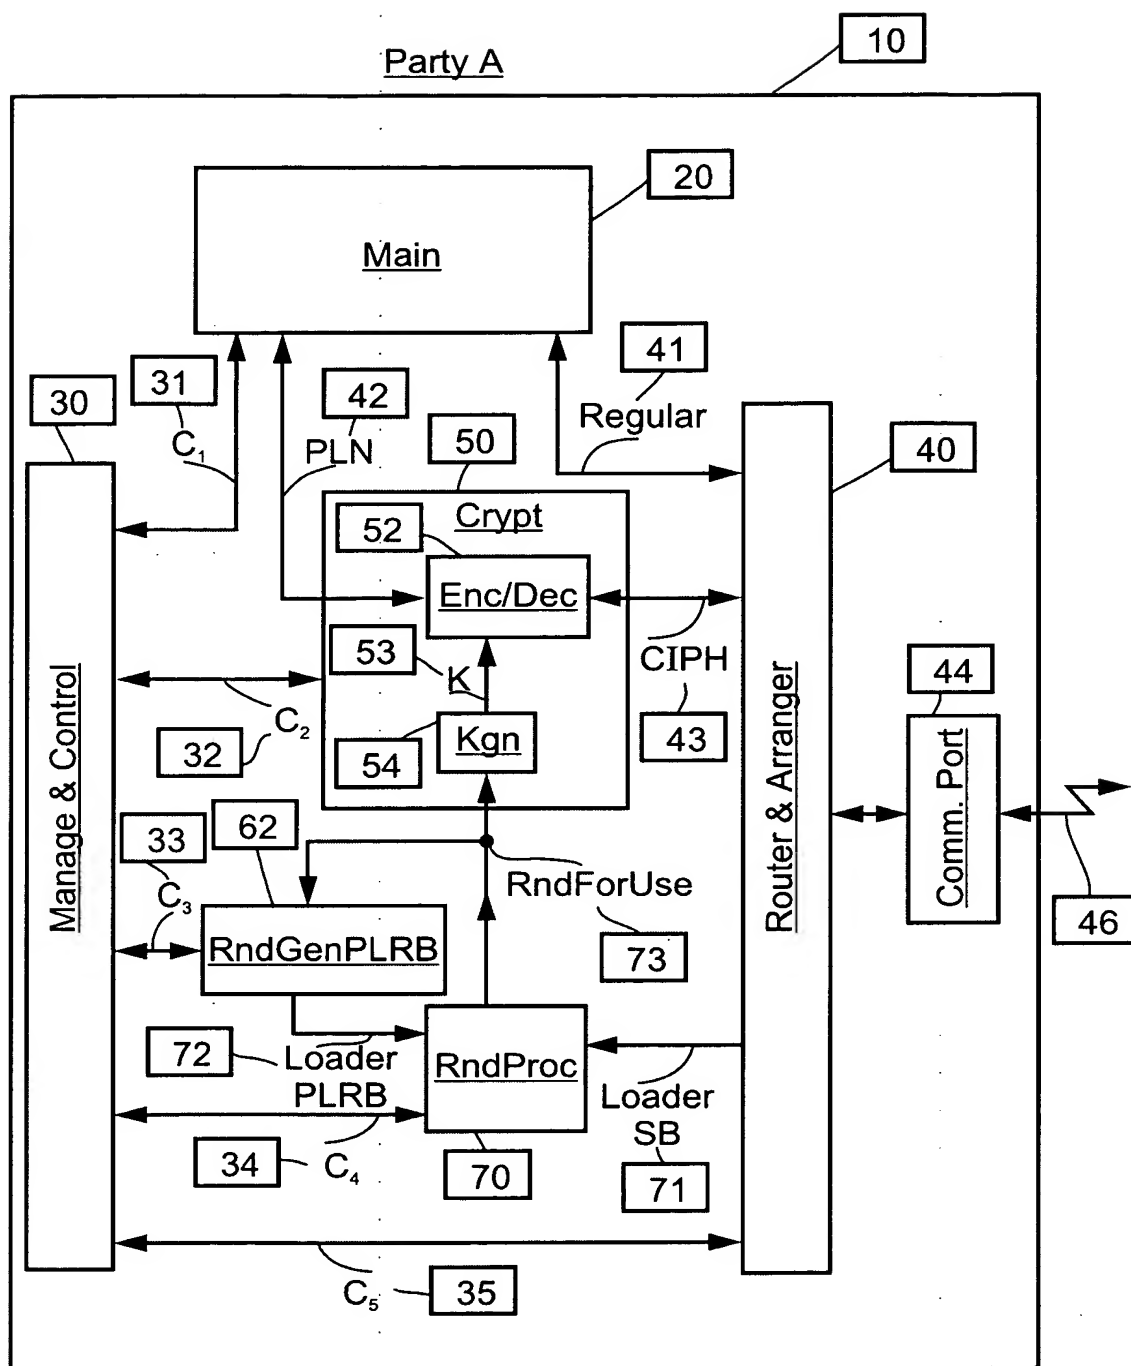 10
Party A
20
Main
41
31
42
30
Regular
C1
PLN
50
40
Crypt
52
Enc/Dec
53
CIPH
K
44
C2
43
32
Kgn
54
Manage & Control
Router & Arranger
Comm. Port
62
33
RndForUse
C3
46
RndGenPLRB
73
72
Loader
PLRB
RndProc
Loader
SB
34
C4
70
71
C5
35